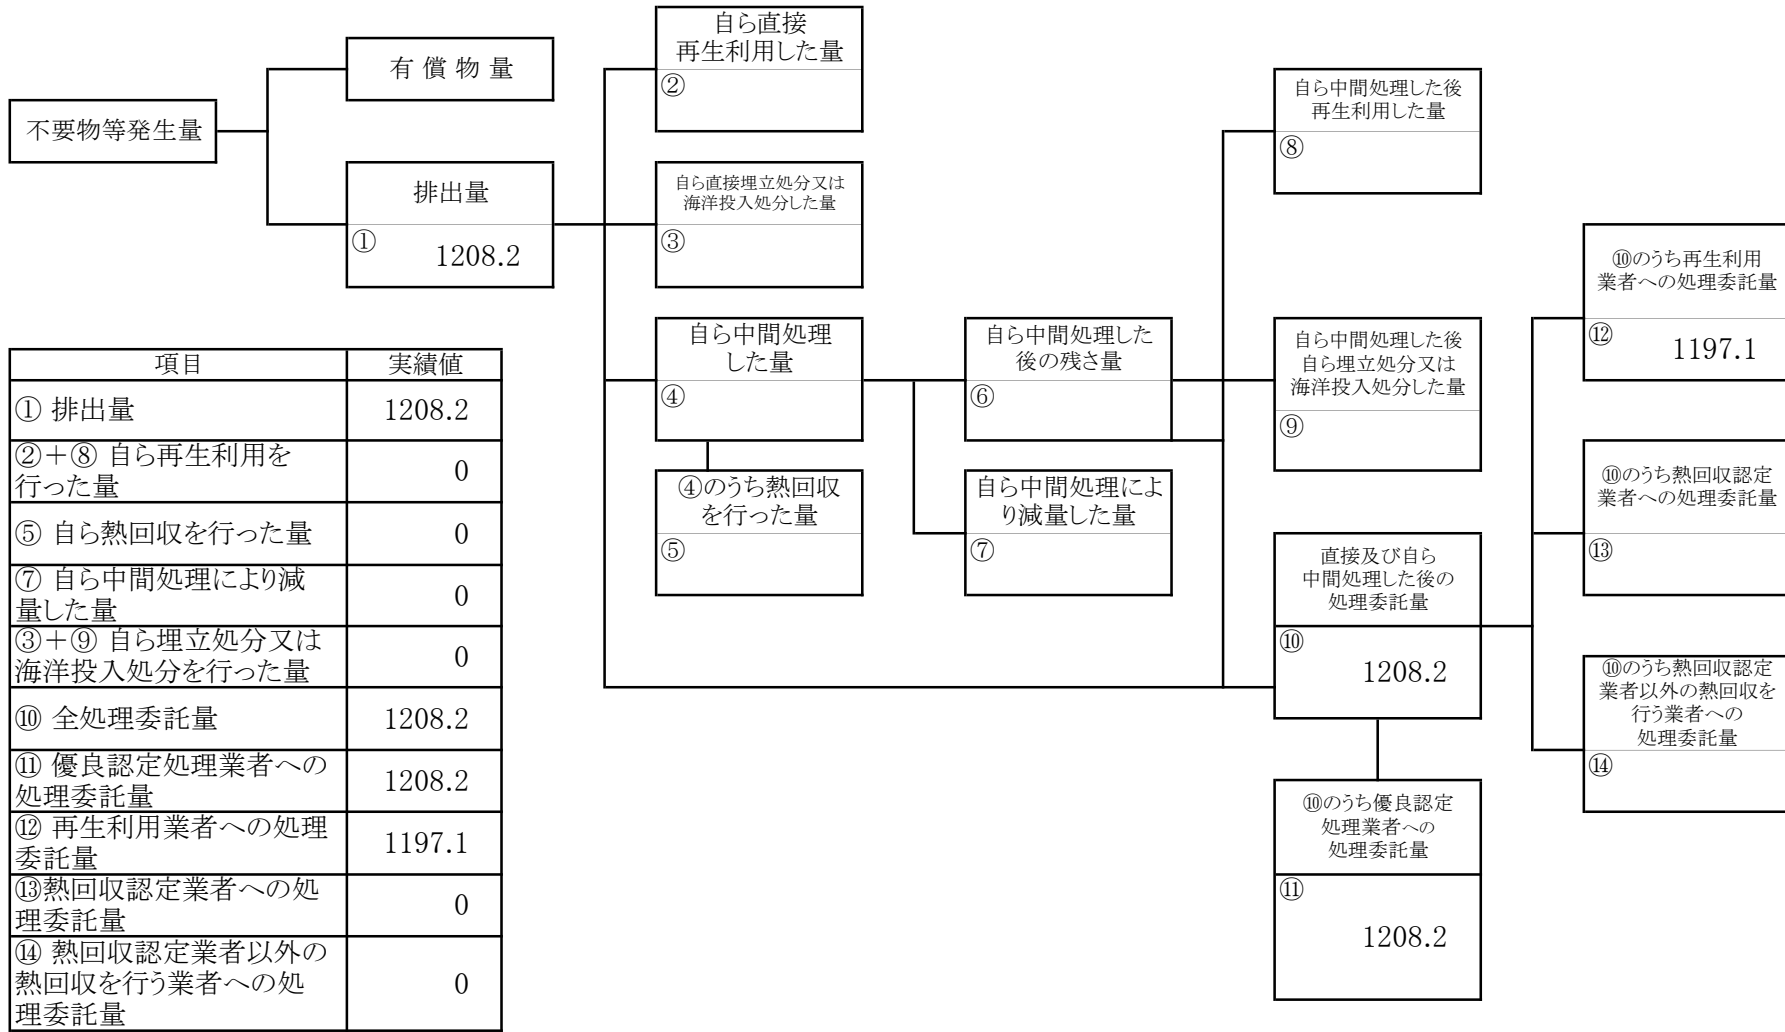 不要物等発生量
有 償 物 量
排出量
①
1208.2
自ら直接
再生利用した量
②
自ら直接埋立処分又は
海洋投入処分した量
③
自ら中間処理
した量
④
④のうち熱回収
を行った量
⑤
自ら中間処理した
後の残さ量
⑥
自ら中間処理によ
り減量した量
⑦
自ら中間処理した後
再生利用した量
⑧
自ら中間処理した後
自ら埋立処分又は
海洋投入処分した量
⑨
直接及び自ら
中間処理した後の
処理委託量
⑩
1208.2
⑩のうち優良認定
処理業者への
処理委託量
⑪
1208.2
⑩のうち再生利用
業者への処理委託量
⑫
1197.1
⑩のうち熱回収認定
業者への処理委託量
⑬
⑩のうち熱回収認定
業者以外の熱回収を
行う業者への
処理委託量
⑭
項目 実績値
① 排出量 1208.2
②+⑧ 自ら再生利用を
行った量 0
⑤ 自ら熱回収を行った量 0
⑦ 自ら中間処理により減
量した量 0
③+⑨ 自ら埋立処分又は
海洋投入処分を行った量 0
⑩ 全処理委託量 1208.2
⑪ 優良認定処理業者への
処理委託量 1208.2
⑫ 再生利用業者への処理
委託量 1197.1
⑬熱回収認定業者への処
理委託量 0
⑭ 熱回収認定業者以外の
熱回収を行う業者への処
理委託量 0